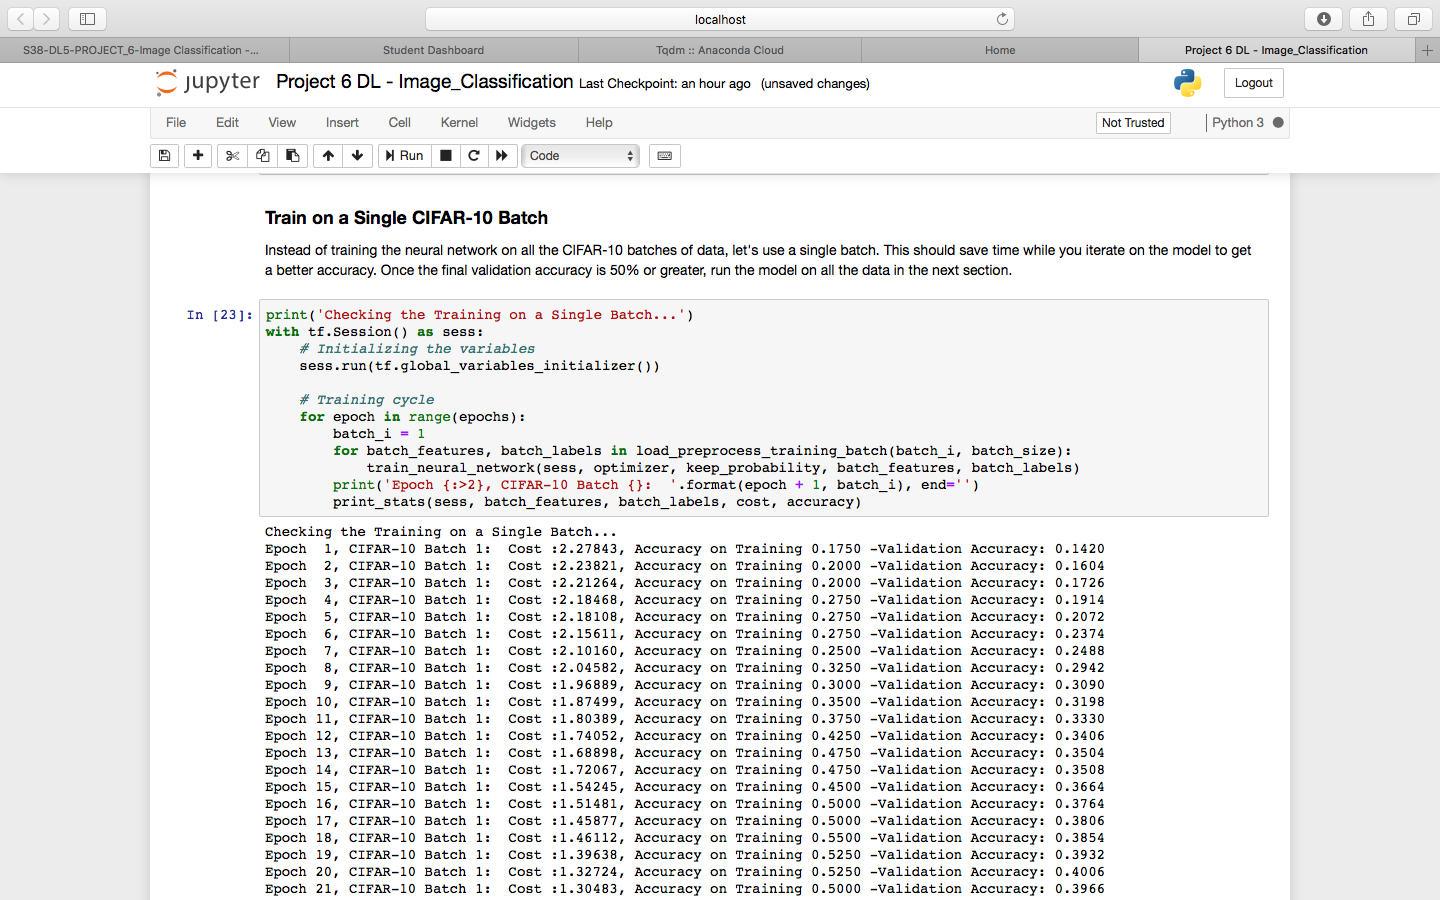 localhost
S38-DL5-PROJECT_6-Image Classification -... Student Dashboard Tqdm :: Anaconda Cloud Home Project 6 DL - Image_Classification
jupyter Project 6 DL - Image_Classification Last Checkpoint: an hour ago (unsaved changes) Logout
File Edit View Insert Cell Kernel Widgets Help Not Trusted Python 3
Run Code
Train on a Single CIFAR-10 Batch
Instead of training the neural network on all the CIFAR-10 batches of data, let's use a single batch. This should save time while you iterate on the model to get
a better accuracy. Once the final validation accuracy is 50% or greater, run the model on all the data in the next section.
In [23]: print('Checking the Training on a Single Batch...')
with tf.Session() as sess:
    # Initializing the variables
    sess.run(tf.global_variables_initializer())
    # Training cycle
    for epoch in range(epochs):
        batch_i = 1
        for batch_features, batch_labels in load_preprocess_training_batch(batch_i, batch_size):
            train_neural_network(sess, optimizer, keep_probability, batch_features, batch_labels)
        print('Epoch {:>2}, CIFAR-10 Batch {}:  '.format(epoch + 1, batch_i), end='')
        print_stats(sess, batch_features, batch_labels, cost, accuracy)
Checking the Training on a Single Batch...
Epoch  1, CIFAR-10 Batch 1:  Cost :2.27843, Accuracy on Training 0.1750 -Validation Accuracy: 0.1420
Epoch  2, CIFAR-10 Batch 1:  Cost :2.23821, Accuracy on Training 0.2000 -Validation Accuracy: 0.1604
Epoch  3, CIFAR-10 Batch 1:  Cost :2.21264, Accuracy on Training 0.2000 -Validation Accuracy: 0.1726
Epoch  4, CIFAR-10 Batch 1:  Cost :2.18468, Accuracy on Training 0.2750 -Validation Accuracy: 0.1914
Epoch  5, CIFAR-10 Batch 1:  Cost :2.18108, Accuracy on Training 0.2750 -Validation Accuracy: 0.2072
Epoch  6, CIFAR-10 Batch 1:  Cost :2.15611, Accuracy on Training 0.2750 -Validation Accuracy: 0.2374
Epoch  7, CIFAR-10 Batch 1:  Cost :2.10160, Accuracy on Training 0.2500 -Validation Accuracy: 0.2488
Epoch  8, CIFAR-10 Batch 1:  Cost :2.04582, Accuracy on Training 0.3250 -Validation Accuracy: 0.2942
Epoch  9, CIFAR-10 Batch 1:  Cost :1.96889, Accuracy on Training 0.3000 -Validation Accuracy: 0.3090
Epoch 10, CIFAR-10 Batch 1:  Cost :1.87499, Accuracy on Training 0.3500 -Validation Accuracy: 0.3198
Epoch 11, CIFAR-10 Batch 1:  Cost :1.80389, Accuracy on Training 0.3750 -Validation Accuracy: 0.3330
Epoch 12, CIFAR-10 Batch 1:  Cost :1.74052, Accuracy on Training 0.4250 -Validation Accuracy: 0.3406
Epoch 13, CIFAR-10 Batch 1:  Cost :1.68898, Accuracy on Training 0.4750 -Validation Accuracy: 0.3504
Epoch 14, CIFAR-10 Batch 1:  Cost :1.72067, Accuracy on Training 0.4750 -Validation Accuracy: 0.3508
Epoch 15, CIFAR-10 Batch 1:  Cost :1.54245, Accuracy on Training 0.4500 -Validation Accuracy: 0.3664
Epoch 16, CIFAR-10 Batch 1:  Cost :1.51481, Accuracy on Training 0.5000 -Validation Accuracy: 0.3764
Epoch 17, CIFAR-10 Batch 1:  Cost :1.45877, Accuracy on Training 0.5000 -Validation Accuracy: 0.3806
Epoch 18, CIFAR-10 Batch 1:  Cost :1.46112, Accuracy on Training 0.5500 -Validation Accuracy: 0.3854
Epoch 19, CIFAR-10 Batch 1:  Cost :1.39638, Accuracy on Training 0.5250 -Validation Accuracy: 0.3932
Epoch 20, CIFAR-10 Batch 1:  Cost :1.32724, Accuracy on Training 0.5250 -Validation Accuracy: 0.4006
Epoch 21, CIFAR-10 Batch 1:  Cost :1.30483, Accuracy on Training 0.5000 -Validation Accuracy: 0.3966